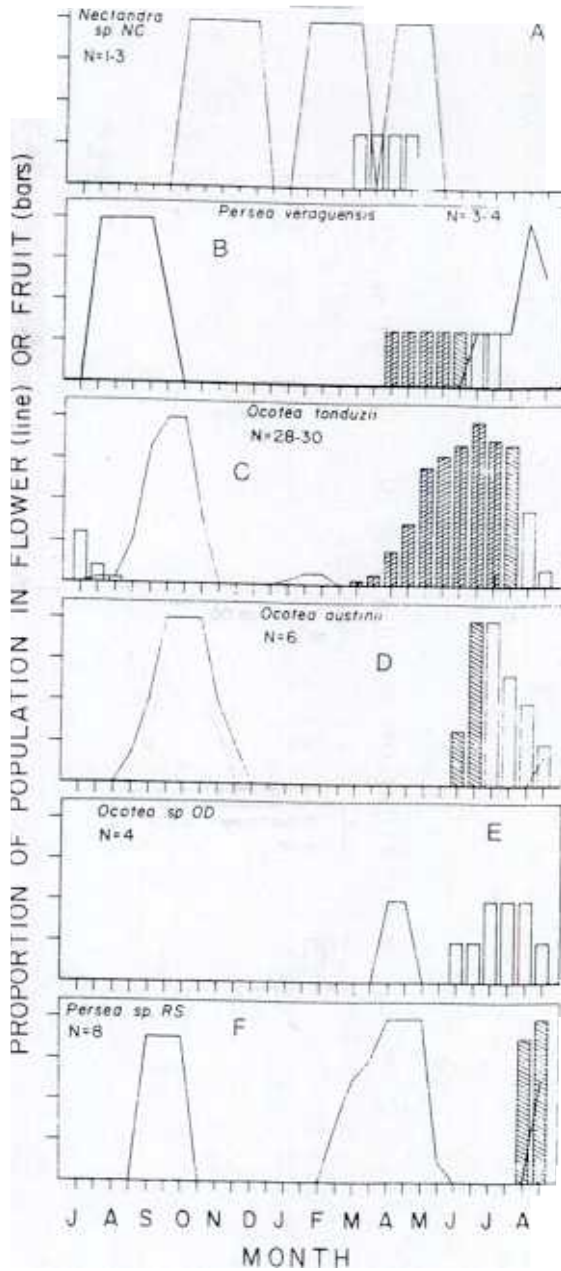 PROPORTION OF POPULATION IN FLOWER (line) OR FRUIT (bars)
Nectandra
sp NC
N=1-3
A
Persea veraguensis
N=3-4
B
Ocotea tonduzii
N=28-30
C
Ocotea austinii
N=6
D
Ocotea sp OD
N=4
E
Persea sp. RS
N=8
F
J A S O N D J F M A M J J A
MONTH